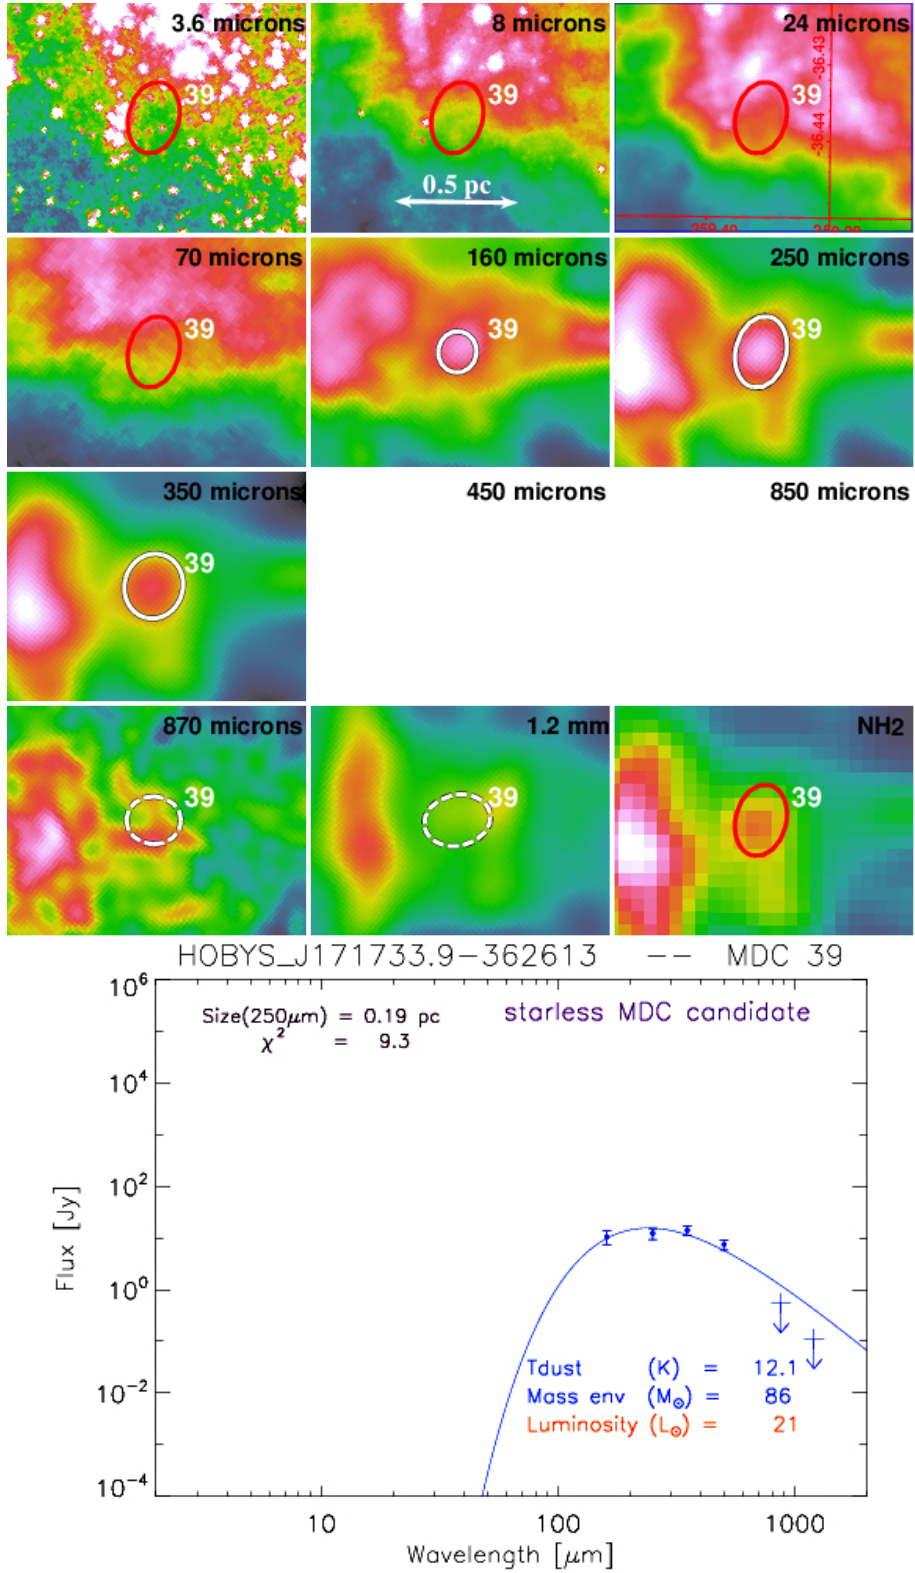 3.6 microns
39
8 microns
39
0.5 pc
24 microns
39
-36.43
-36.44
259.40
70 microns
39
160 microns
39
250 microns
39
350 microns
39
450 microns
850 microns
870 microns
39
1.2 mm
39
NH2
39
HOBYS_J171733.9-362613 -- MDC 39
Size(250μm) = 0.19 pc
χ² = 9.3
starless MDC candidate
10⁶
10⁴
10²
10⁰
10⁻²
10⁻⁴
Flux [Jy]
Tdust (K) = 12.1
Mass env (M⊙) = 86
Luminosity (L⊙) = 21
10
100
1000
Wavelength [μm]